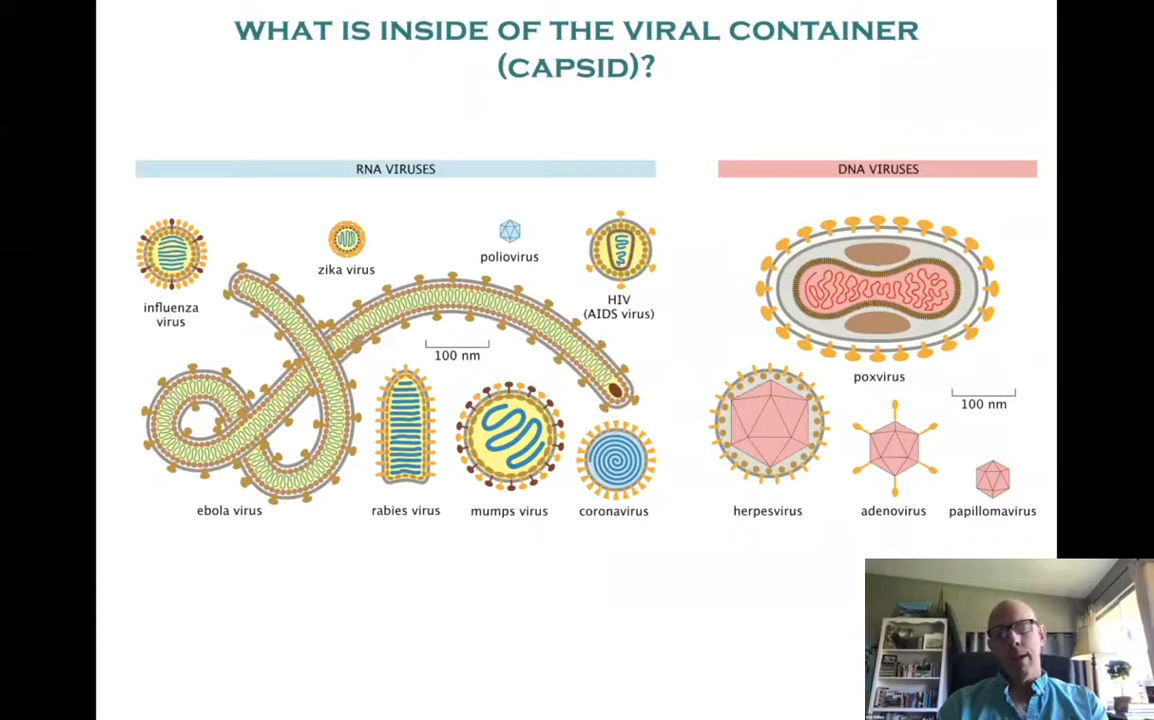 WHAT IS INSIDE OF THE VIRAL CONTAINER
(CAPSID)?
RNA VIRUSES
DNA VIRUSES
influenza
virus
zika virus
poliovirus
HIV
(AIDS virus)
100 nm
ebola virus
rabies virus
mumps virus
coronavirus
poxvirus
100 nm
herpesvirus
adenovirus
papillomavirus